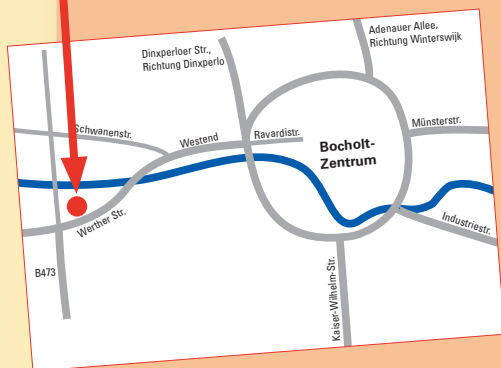 Adenauer Allee,
Richtung Winterswijk
Dinxperloer Str.,
Richtung Dinxperlo
Schwanenstr.
Westend
Ravardistr.
Münsterstr.
Bocholt-
Zentrum
Werther Str.
Industriestr.
B473
Kaiser-Wilhelm-Str.